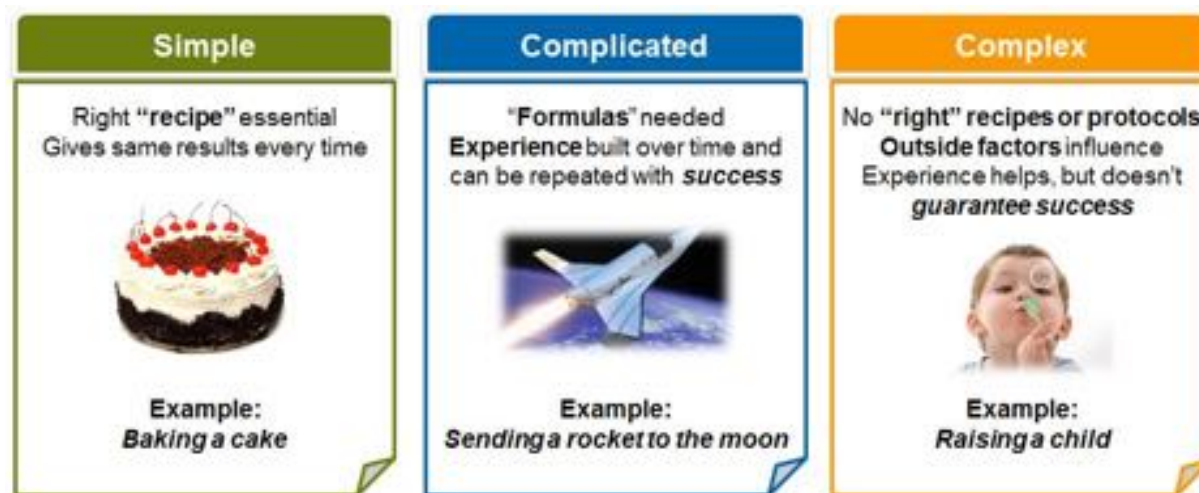 Simple
Right "recipe" essential
Gives same results every time
Example:
Baking a cake
Complicated
"Formulas" needed
Experience built over time and
can be repeated with success
Example:
Sending a rocket to the moon
Complex
No "right" recipes or protocols
Outside factors influence
Experience helps, but doesn't
guarantee success
Example:
Raising a child